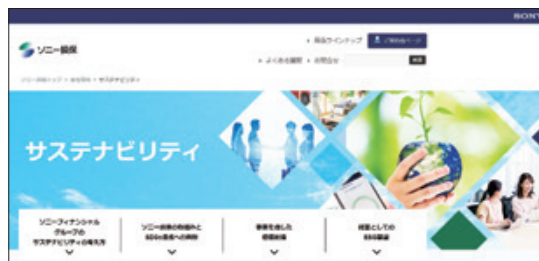 SONY
ソニー損保
商品ラインナップ
ご契約者ページ
よくある質問
お問合せ
検索
サステナビリティ
ソニーフィナンシャル
グループの
サステナビリティの考え方
ソニー損保の取組みと
SDGs達成への貢献
事業を通した
価値創造
経営としての
ESG推進